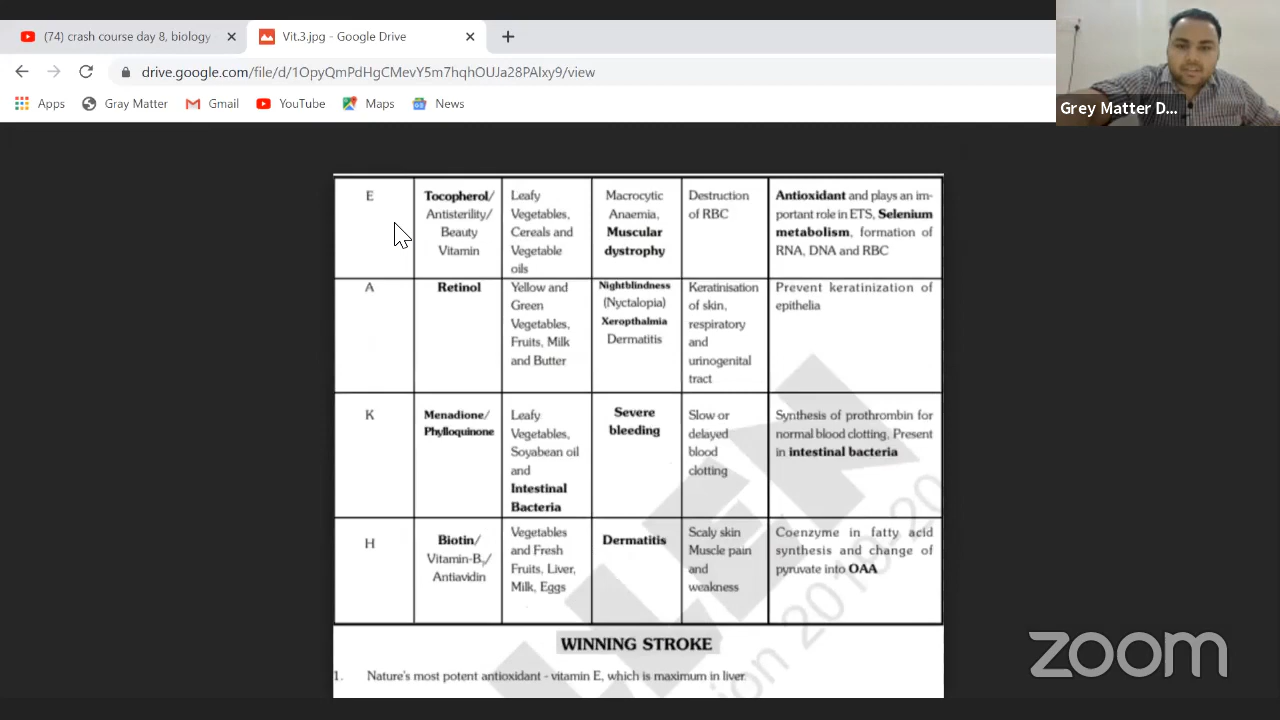 (74) crash course day 8, biology
Vit.3.jpg - Google Drive
drive.google.com/file/d/1OpyQmPdHgCMevY5m7hqhOUJa28PAlxy9/view
Apps Gray Matter Gmail YouTube Maps News
Grey Matter D...
E
Tocopherol/
Antisterility/
Beauty
Vitamin
Leafy
Vegetables,
Cereals and
Vegetable
oils
Macrocytic
Anaemia,
Muscular
dystrophy
Destruction
of RBC
Antioxidant and plays an im-
portant role in ETS, Selenium
metabolism, formation of
RNA, DNA and RBC
A
Retinol
Yellow and
Green
Vegetables,
Fruits, Milk
and Butter
Nightblindness
(Nyctalopia)
Xeropthalmia
Dermatitis
Keratinisation
of skin,
respiratory
and
urinogenital
tract
Prevent keratinization of
epithelia
K
Menadione/
Phylloquinone
Leafy
Vegetables,
Soyabean oil
and
Intestinal
Bacteria
Severe
bleeding
Slow or
delayed
blood
clotting
Synthesis of prothrombin for
normal blood clotting, Present
in intestinal bacteria
H
Biotin/
Vitamin-B7/
Antiavidin
Vegetables
and Fresh
Fruits, Liver,
Milk, Eggs
Dermatitis
Scaly skin
Muscle pain
and
weakness
Coenzyme in fatty acid
synthesis and change of
pyruvate into OAA
WINNING STROKE
1. Nature's most potent antioxidant - vitamin E, which is maximum in liver.
zoom